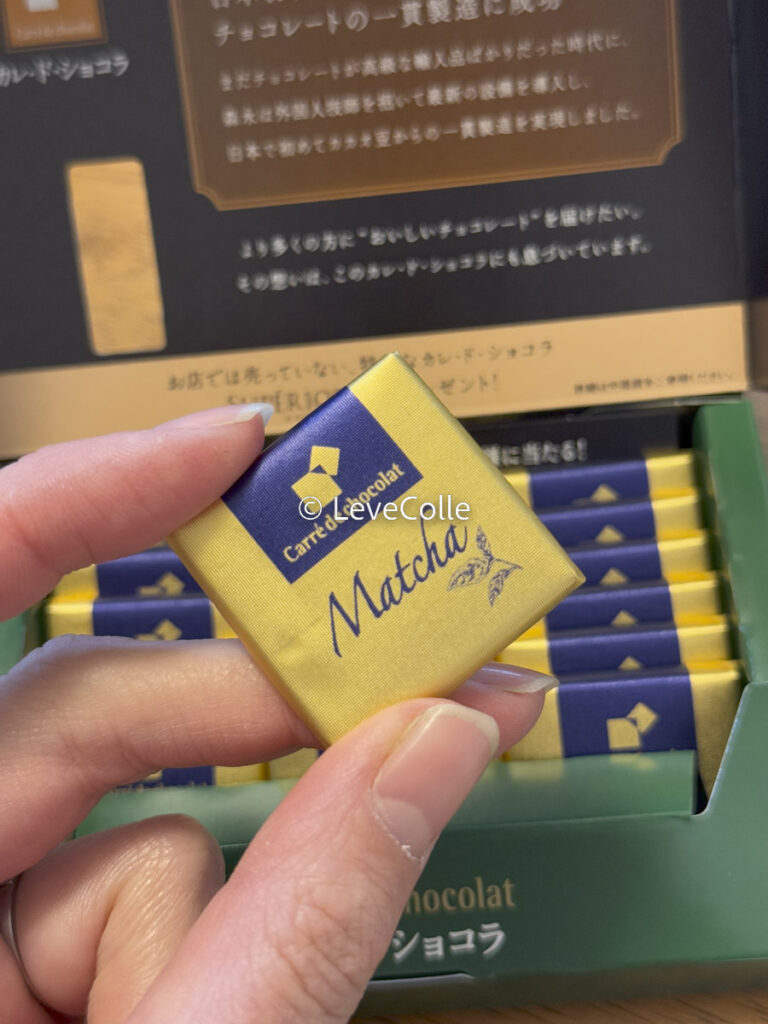 チョコレートの一貫製造に成功
カレ・ド・ショコラ
まだチョコレートが高級な輸入品ばかりだった時代に、
森永は外国人技師を招いて最新の設備を導入し、
日本で初めてカカオ豆からの一貫製造を実現しました。
より多くの方に“おいしいチョコレート”を届けたい。
その想いは、このカレ・ド・ショコラにも息づいています。
お店では売っていない、 なカレ・ド・ショコラ
ゼント!
に当たる!
Carré de chocolat
© LeveColle
Matcha
hocolat
ショコラ